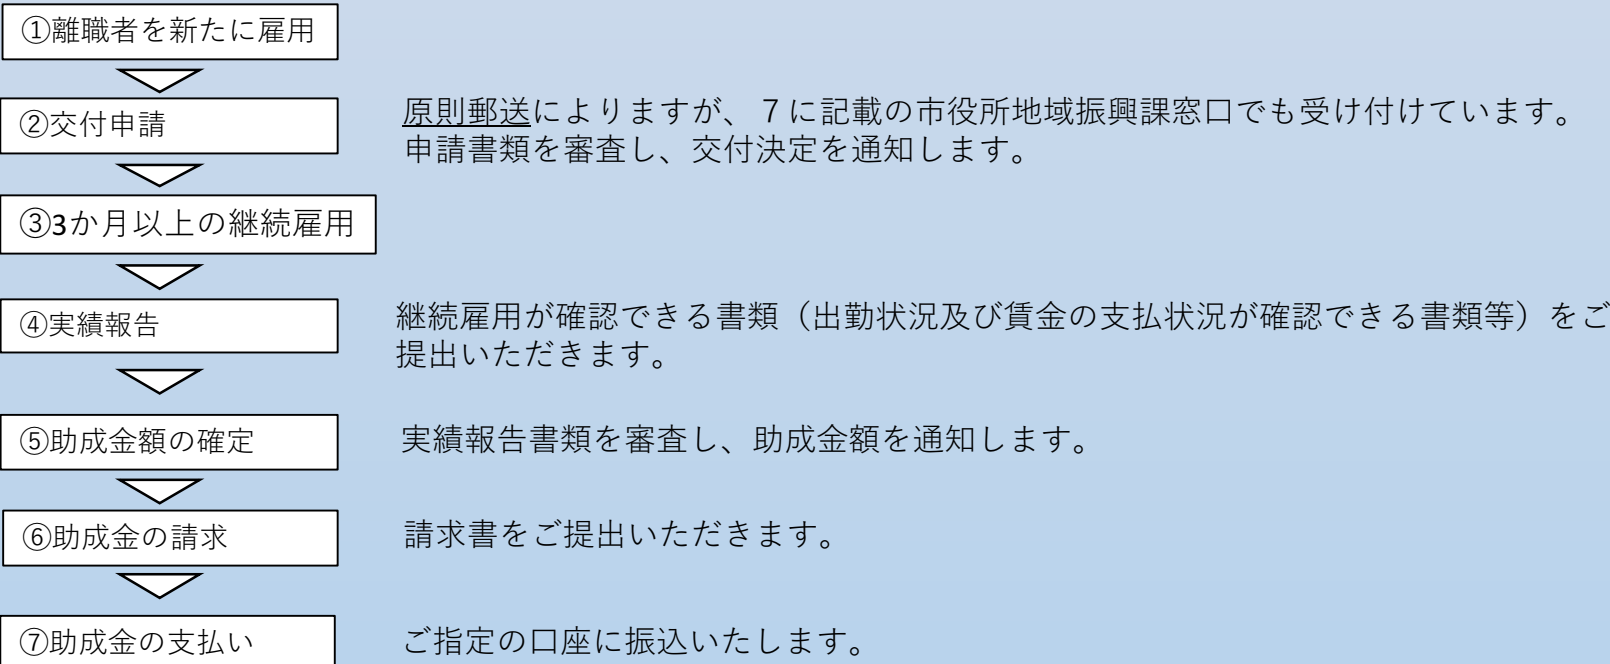 ①離職者を新たに雇用
②交付申請
原則郵送によりますが、７に記載の市役所地域振興課窓口でも受け付けています。
申請書類を審査し、交付決定を通知します。
③3か月以上の継続雇用
④実績報告
継続雇用が確認できる書類（出勤状況及び賃金の支払状況が確認できる書類等）をご
提出いただきます。
⑤助成金額の確定
実績報告書類を審査し、助成金額を通知します。
⑥助成金の請求
請求書をご提出いただきます。
⑦助成金の支払い
ご指定の口座に振込いたします。